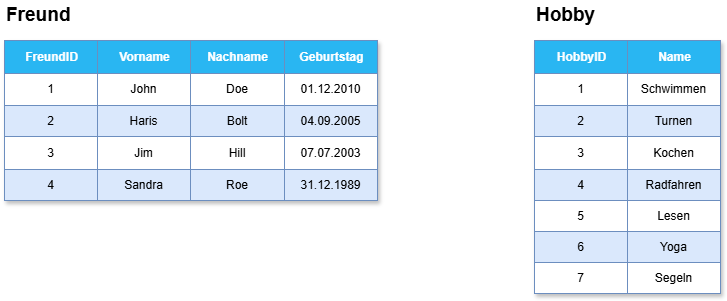 Freund
FreundID Vorname Nachname Geburtstag
1 John Doe 01.12.2010
2 Haris Bolt 04.09.2005
3 Jim Hill 07.07.2003
4 Sandra Roe 31.12.1989
Hobby
HobbyID Name
1 Schwimmen
2 Turnen
3 Kochen
4 Radfahren
5 Lesen
6 Yoga
7 Segeln